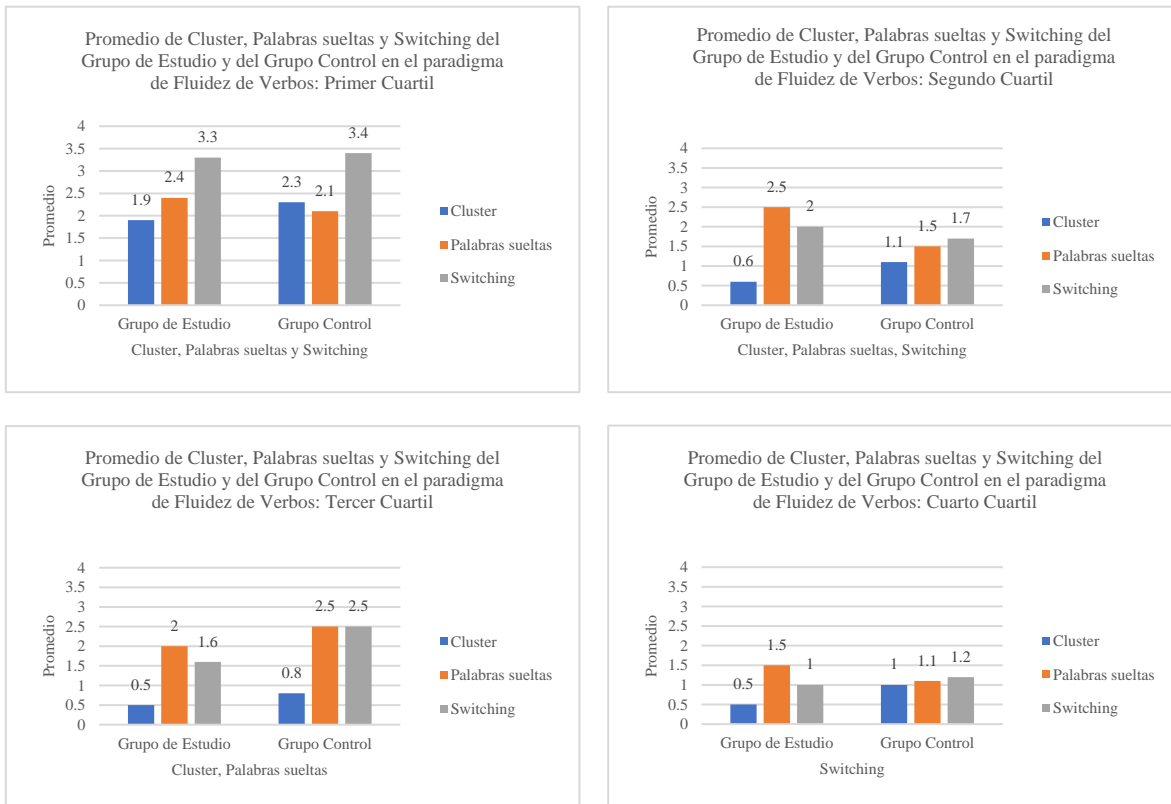 Promedio de Cluster, Palabras sueltas y Switching del
Grupo de Estudio y del Grupo Control en el paradigma
de Fluidez de Verbos: Primer Cuartil
4
3.5
3
2.5
2
1.5
1
0.5
0
Promedio
1.9
2.4
3.3
2.3
2.1
3.4
Grupo de Estudio
Grupo Control
Cluster, Palabras sueltas y Switching
Cluster
Palabras sueltas
Switching
Promedio de Cluster, Palabras sueltas y Switching del
Grupo de Estudio y del Grupo Control en el paradigma
de Fluidez de Verbos: Segundo Cuartil
4
3.5
3
2.5
2
1.5
1
0.5
0
Promedio
0.6
2.5
2
1.1
1.5
1.7
Grupo de Estudio
Grupo Control
Cluster, Palabras sueltas, Switching
Cluster
Palabras sueltas
Switching
Promedio de Cluster, Palabras sueltas y Switching del
Grupo de Estudio y del Grupo Control en el paradigma
de Fluidez de Verbos: Tercer Cuartil
4
3.5
3
2.5
2
1.5
1
0.5
0
Promedio
0.5
2
1.6
0.8
2.5
2.5
Grupo de Estudio
Grupo Control
Cluster, Palabras sueltas
Cluster
Palabras sueltas
Switching
Promedio de Cluster, Palabras sueltas y Switching del
Grupo de Estudio y del Grupo Control en el paradigma
de Fluidez de Verbos: Cuarto Cuartil
4
3.5
3
2.5
2
1.5
1
0.5
0
Promedio
0.5
1.5
1
1
1.1
1.2
Grupo de Estudio
Grupo Control
Switching
Cluster
Palabras sueltas
Switching